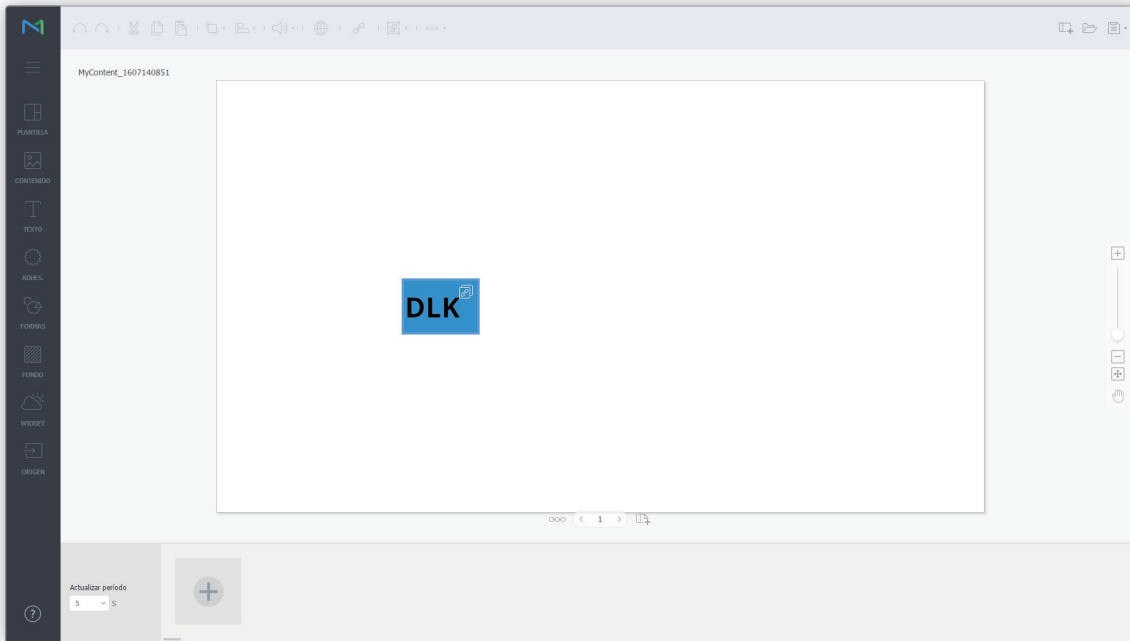 MyContent_1607140851
PLANTILLA
CONTENIDO
TEXTO
ADHES.
FORMAS
FONDO
WIDGET
ORIGEN
DLK
1
Actualizar período
5 S
?